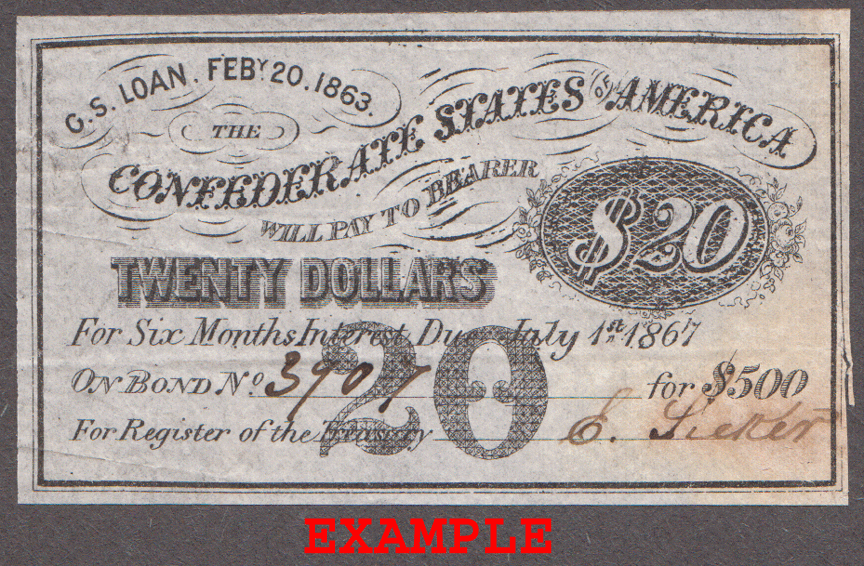 C. S. LOAN. FEBY 20. 1863.
THE
CONFEDERATE STATES OF AMERICA
WILL PAY TO BEARER
$20
TWENTY DOLLARS
For Six Months Interest Due July 1st 1867
20
ON BOND No 3907 for $500
For Register of the Treasury E.
EXAMPLE